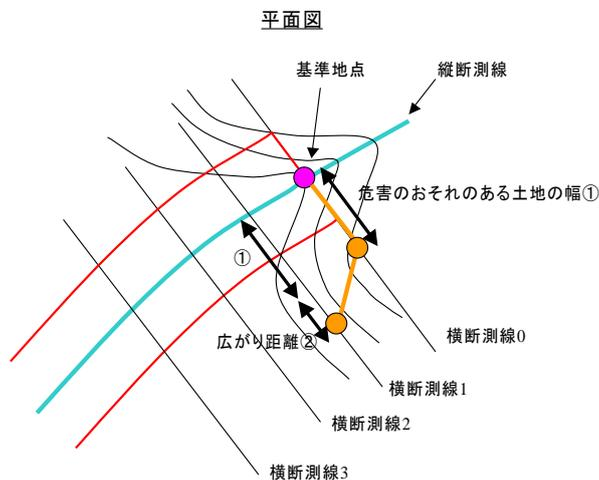 平面図
基準地点
縦断測線
危害のおそれのある土地の幅①
①
広がり距離②
横断測線0
横断測線1
横断測線2
横断測線3